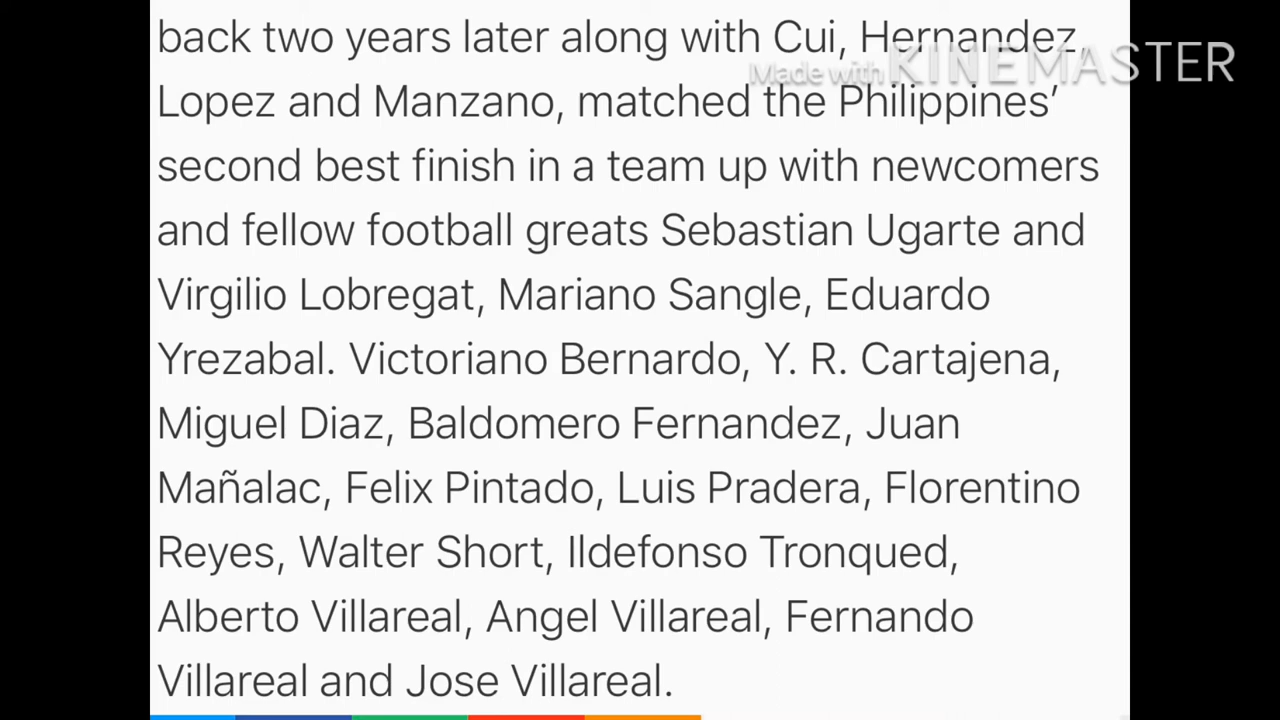 back two years later along with Cui, Hernandez,
Made with KINEMASTER
Lopez and Manzano, matched the Philippines’
second best finish in a team up with newcomers
and fellow football greats Sebastian Ugarte and
Virgilio Lobregat, Mariano Sangle, Eduardo
Yrezabal. Victoriano Bernardo, Y. R. Cartajena,
Miguel Diaz, Baldomero Fernandez, Juan
Mañalac, Felix Pintado, Luis Pradera, Florentino
Reyes, Walter Short, Ildefonso Tronqued,
Alberto Villareal, Angel Villareal, Fernando
Villareal and Jose Villareal.